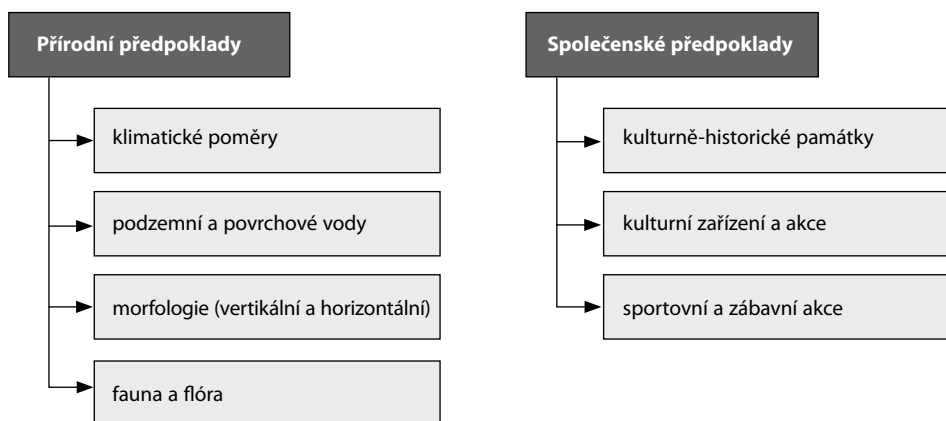 Přírodní předpoklady
klimatické poměry
podzemní a povrchové vody
morfologie (vertikální a horizontální)
fauna a flóra
Společenské předpoklady
kulturně-historické památky
kulturní zařízení a akce
sportovní a zábavní akce